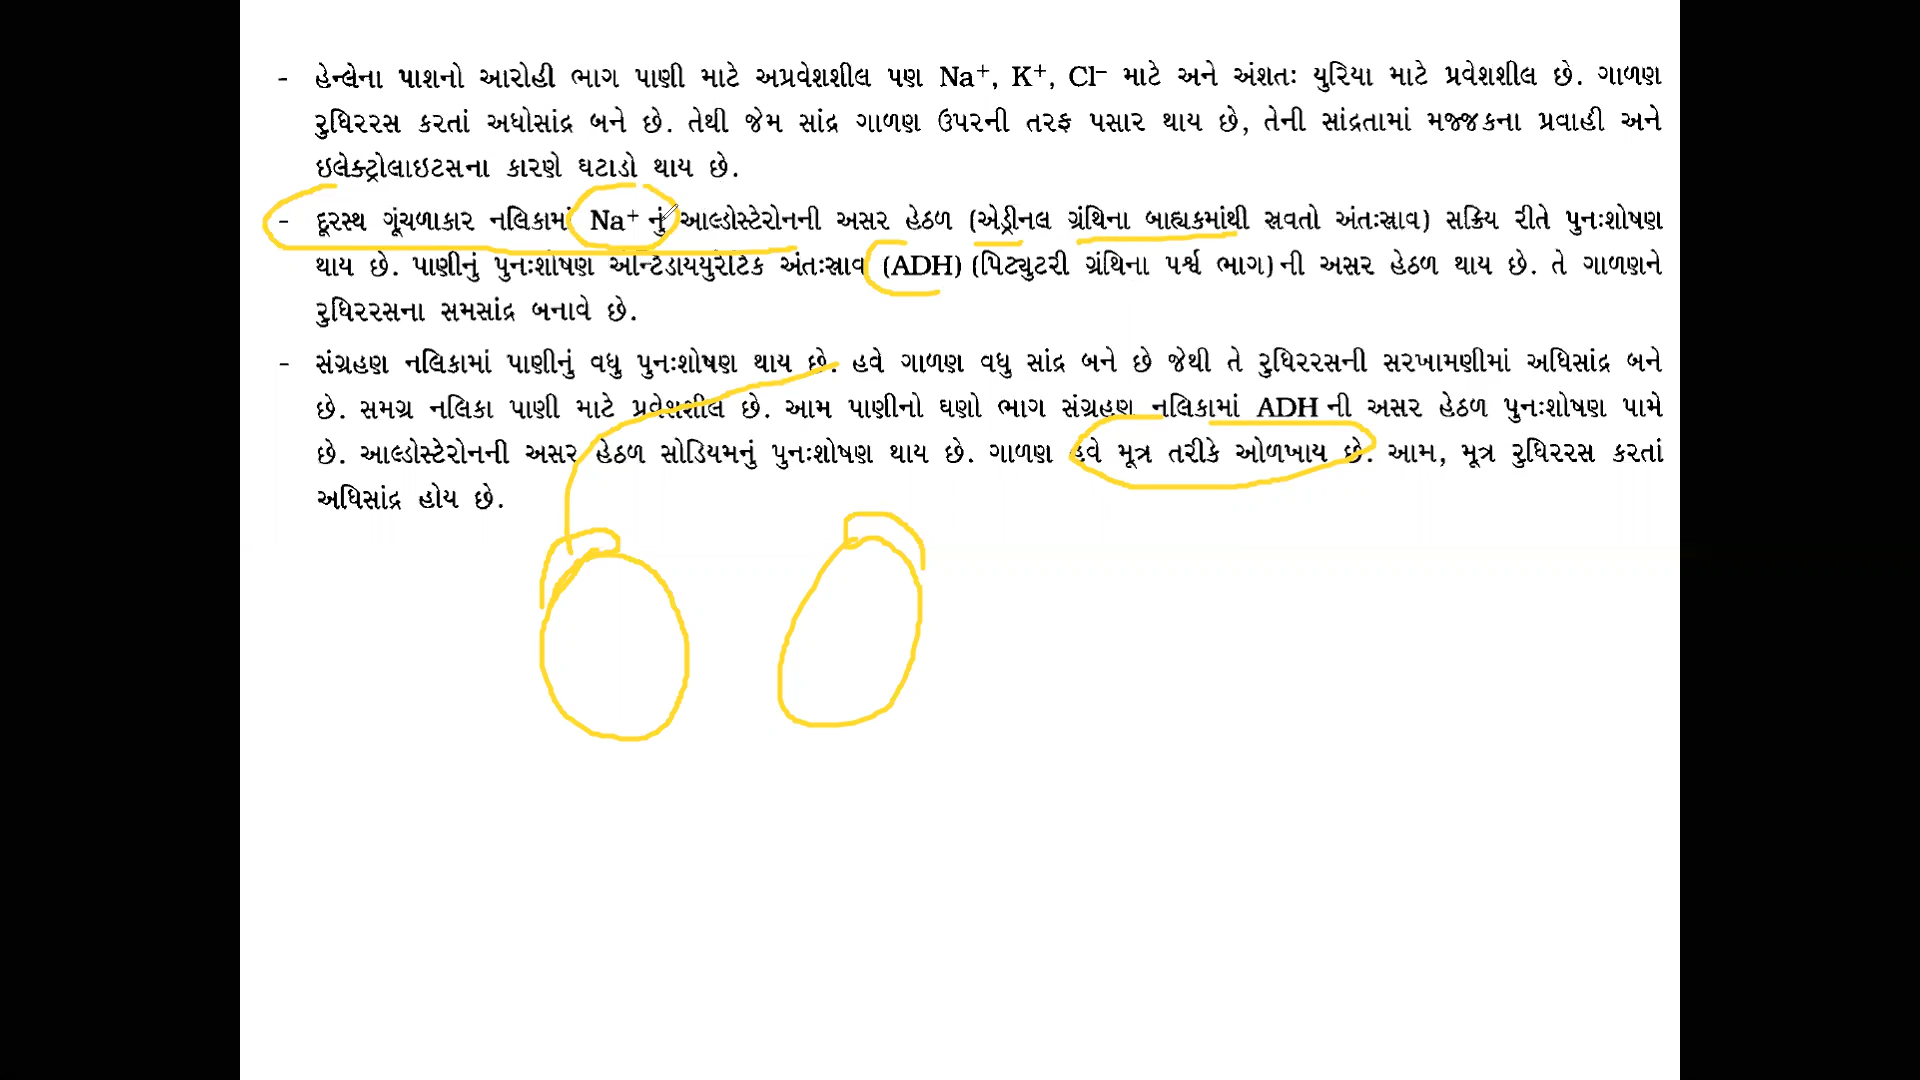 - હેન્લેના પાશનો આરોહી ભાગ પાણી માટે અપ્રવેશશીલ પણ Na⁺, K⁺, Cl⁻ માટે અને અંશતઃ યુરિયા માટે પ્રવેશશીલ છે. ગાળણ
રુધિરરસ કરતાં અધોસાંદ્ર બને છે. તેથી જેમ સાંદ્ર ગાળણ ઉપરની તરફ પસાર થાય છે, તેની સાંદ્રતામાં મજ્જકના પ્રવાહી અને
ઇલેક્ટ્રોલાઇટસના કારણે ઘટાડો થાય છે.
- દૂરસ્થ ગૂંચળાકાર નલિકામાં Na⁺ નું આલ્ડોસ્ટેરોનની અસર હેઠળ (એડ્રીનલ ગ્રંથિના બાહ્યકમાંથી સ્રવતો અંતઃસ્રાવ) સક્રિય રીતે પુનઃશોષણ
થાય છે. પાણીનું પુનઃશોષણ ઍન્ટિડાયયુરેટિક અંતઃસ્રાવ (ADH) (પિટ્યુટરી ગ્રંથિના પર્શ્વ ભાગ)ની અસર હેઠળ થાય છે. તે ગાળણને
રુધિરરસના સમસાંદ્ર બનાવે છે.
- સંગ્રહણ નલિકામાં પાણીનું વધુ પુનઃશોષણ થાય છે. હવે ગાળણ વધુ સાંદ્ર બને છે જેથી તે રુધિરરસની સરખામણીમાં અધિસાંદ્ર બને
છે. સમગ્ર નલિકા પાણી માટે પ્રવેશશીલ છે. આમ પાણીનો ઘણો ભાગ સંગ્રહણ નલિકામાં ADH ની અસર હેઠળ પુનઃશોષણ પામે
છે. આલ્ડોસ્ટેરોનની અસર હેઠળ સોડિયમનું પુનઃશોષણ થાય છે. ગાળણ હવે મૂત્ર તરીકે ઓળખાય છે. આમ, મૂત્ર રુધિરરસ કરતાં
અધિસાંદ્ર હોય છે.